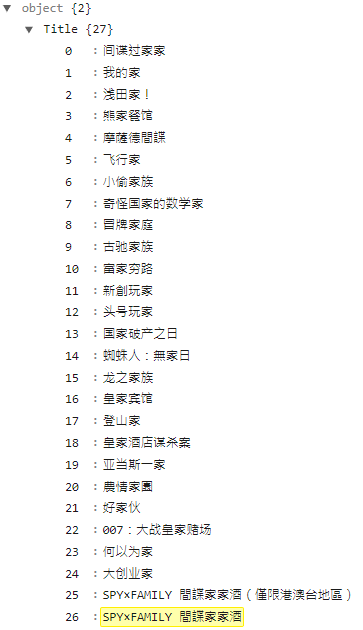 object {2}
Title {27}
0 : 间谍过家家
1 : 我的家
2 : 浅田家！
3 : 熊家餐馆
4 : 摩薩德間諜
5 : 飞行家
6 : 小偷家族
7 : 奇怪国家的数学家
8 : 冒牌家庭
9 : 古驰家族
10 : 富家穷路
11 : 新創玩家
12 : 头号玩家
13 : 国家破产之日
14 : 蜘蛛人：無家日
15 : 龙之家族
16 : 皇家宾馆
17 : 登山家
18 : 皇家酒店谋杀案
19 : 亚当斯一家
20 : 農情家園
21 : 好家伙
22 : 007：大战皇家赌场
23 : 何以为家
24 : 大创业家
25 : SPY×FAMILY 間諜家家酒（僅限港澳台地區）
26 : SPY×FAMILY 間諜家家酒